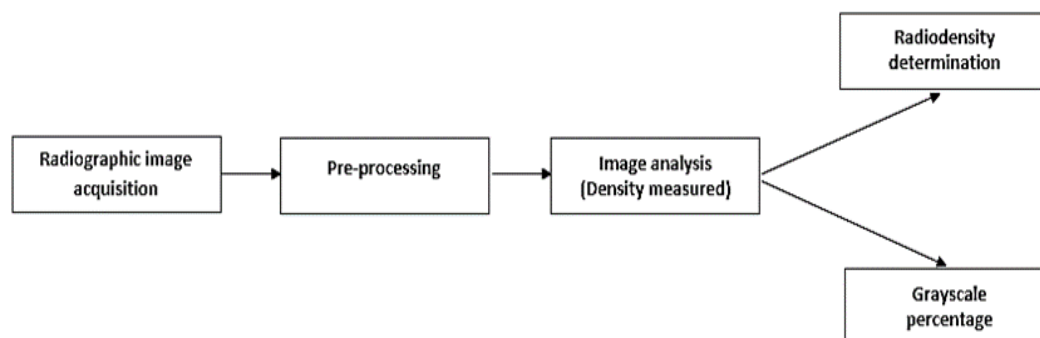 Radiographic image
acquisition
Pre-processing
Image analysis
(Density measured)
Radiodensity
determination
Grayscale
percentage